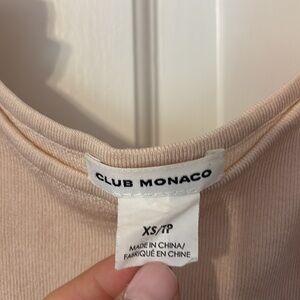 CLUB MONACO
XS/TP
MADE IN CHINA/
FABRIQUÉ EN CHINE